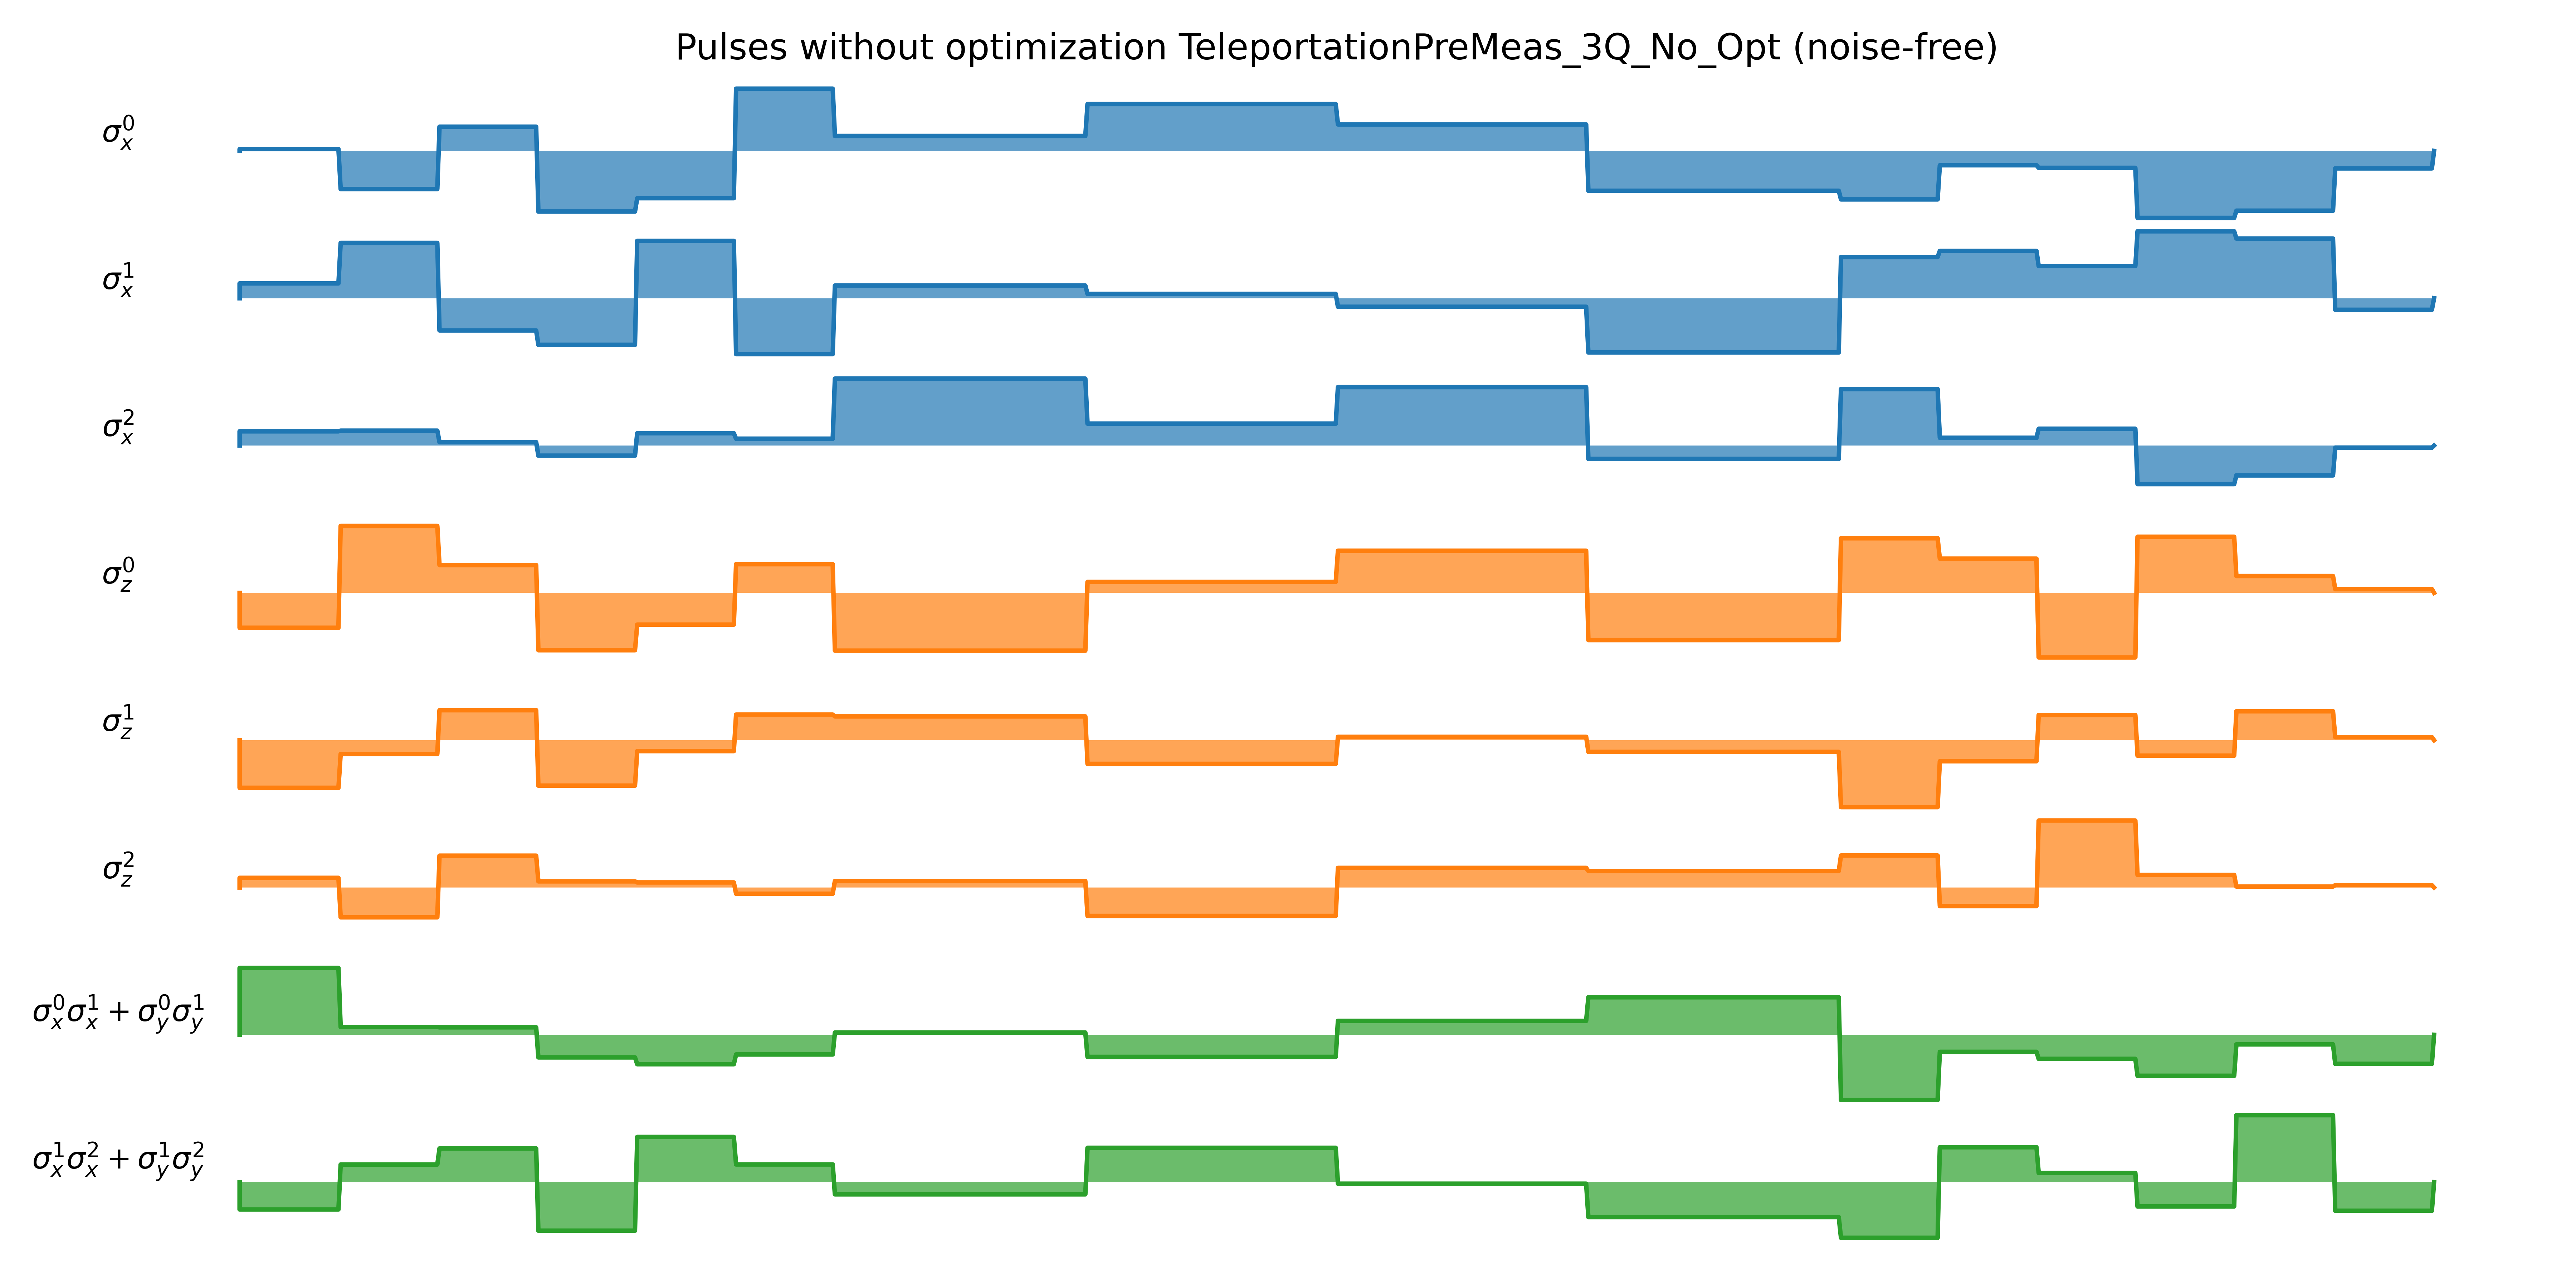 Pulses without optimization TeleportationPreMeas_3Q_No_Opt (noise-free)
σ_x^0
σ_x^1
σ_x^2
σ_z^0
σ_z^1
σ_z^2
σ_x^0σ_x^1 + σ_y^0σ_y^1
σ_x^1σ_x^2 + σ_y^1σ_y^2